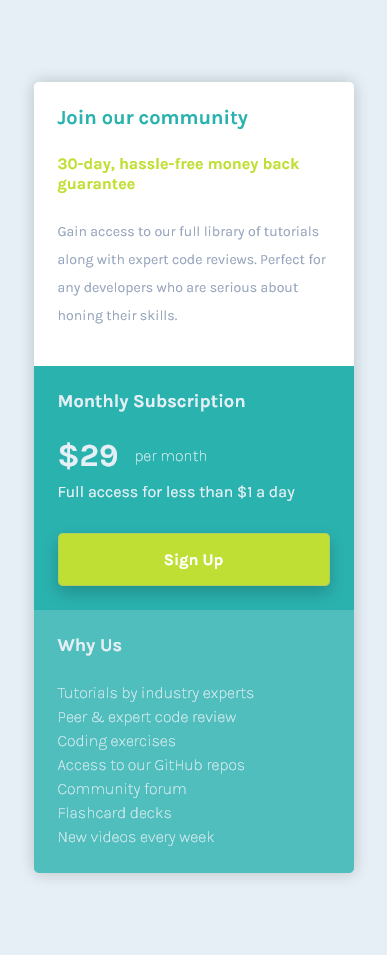 Join our community
30-day, hassle-free money back
guarantee
Gain access to our full library of tutorials
along with expert code reviews. Perfect for
any developers who are serious about
honing their skills.
Monthly Subscription
$29 per month
Full access for less than $1 a day
Sign Up
Why Us
Tutorials by industry experts
Peer & expert code review
Coding exercises
Access to our GitHub repos
Community forum
Flashcard decks
New videos every week